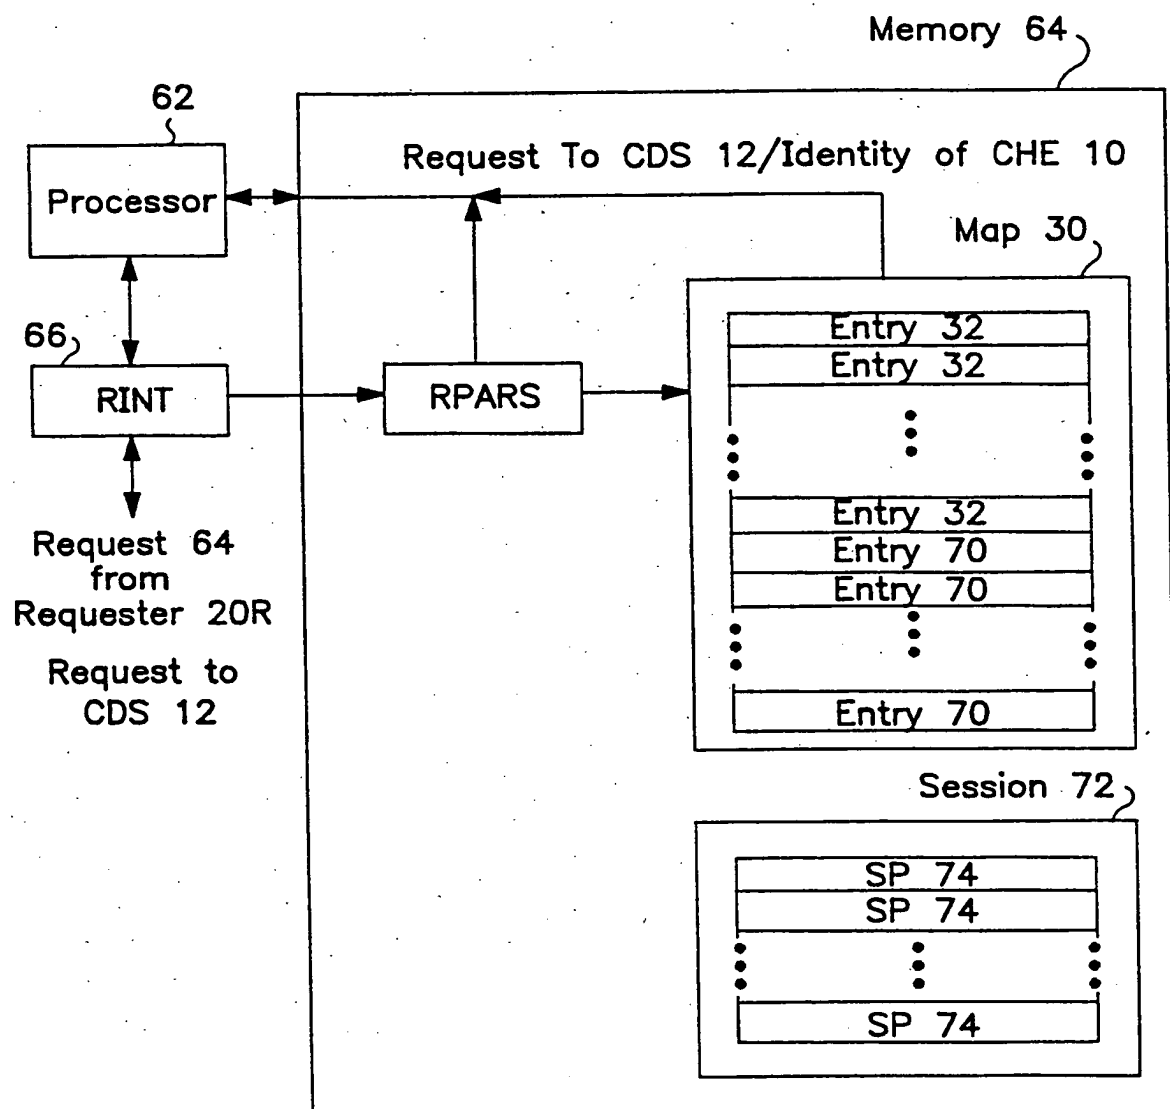 Memory 64
62
Request To CDS 12/Identity of CHE 10
Processor
Map 30
Entry 32
Entry 32
66
RINT
RPARS
Entry 32
Entry 70
Entry 70
Request 64
from
Requester 20R
Request to
CDS 12
Entry 70
Session 72
SP 74
SP 74
SP 74